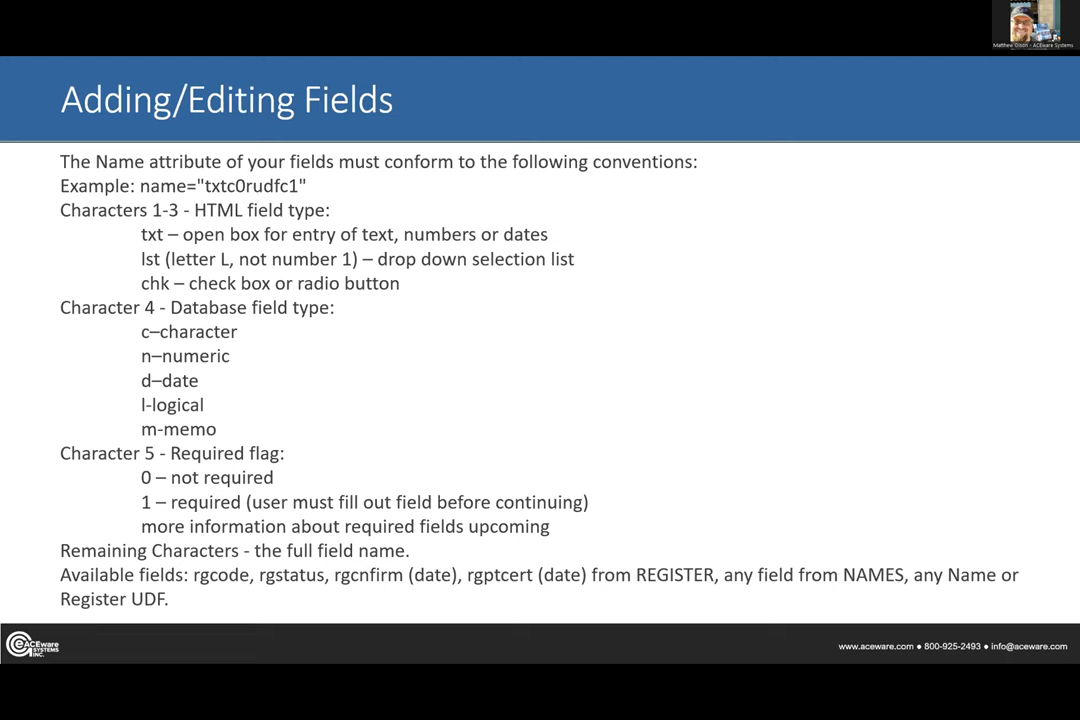 Matthew Olson - ACEware Systems
Adding/Editing Fields
The Name attribute of your fields must conform to the following conventions:
Example: name="txtc0rudfc1"
Characters 1-3 - HTML field type:
txt – open box for entry of text, numbers or dates
lst (letter L, not number 1) – drop down selection list
chk – check box or radio button
Character 4 - Database field type:
c–character
n–numeric
d–date
l-logical
m-memo
Character 5 - Required flag:
0 – not required
1 – required (user must fill out field before continuing)
more information about required fields upcoming
Remaining Characters - the full field name.
Available fields: rgcode, rgstatus, rgcnfirm (date), rgptcert (date) from REGISTER, any field from NAMES, any Name or
Register UDF.
ACEware
SYSTEMS
INC.
www.aceware.com ● 800-925-2493 ● info@aceware.com